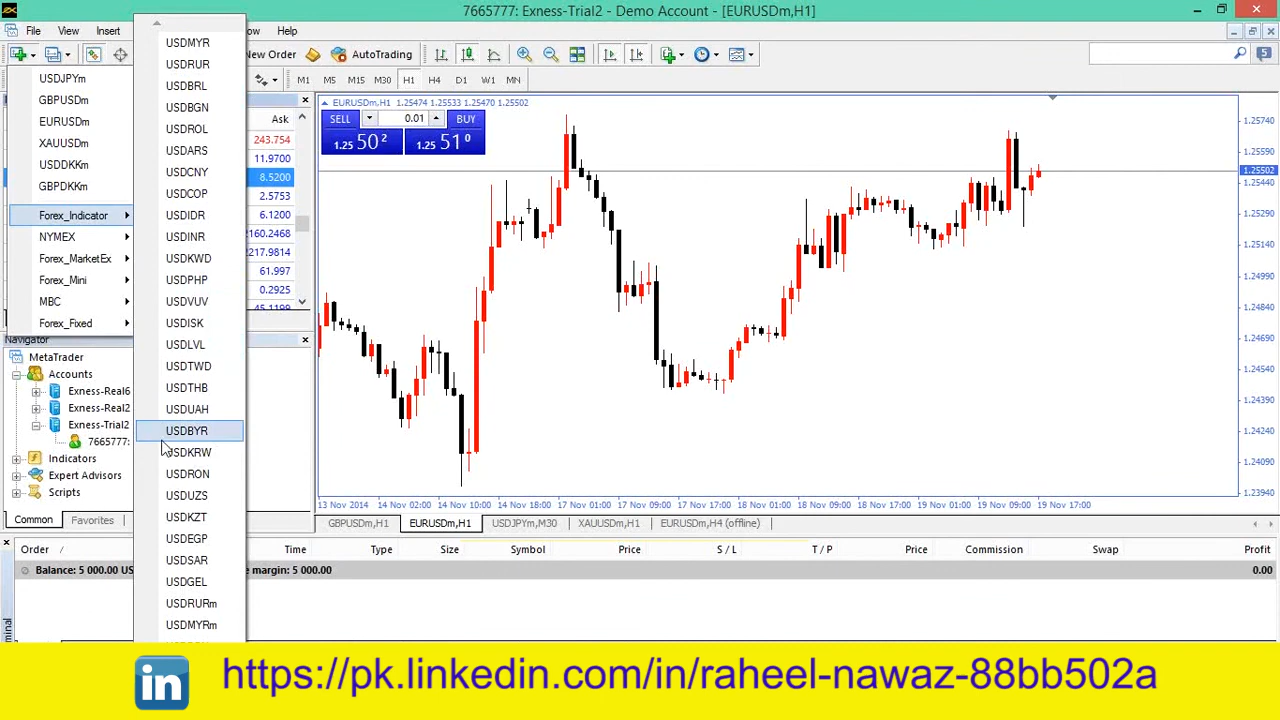 7665777: Exness-Trial2 - Demo Account - [EURUSDm,H1]
File View Insert Help
New Order AutoTrading 5
M1 M5 M15 M30 H1 H4 D1 W1 MN
USDJPYm
GBPUSDm
EURUSDm
XAUUSDm
USDDKKm
GBPDKKm
Forex_Indicator
NYMEX
Forex_MarketEx
Forex_Mini
MBC
Forex_Fixed
USDMYR
USDRUR
USDBRL
USDBGN
USDROL
USDARS
USDCNY
USDCOP
USDIDR
USDINR
USDKWD
USDPHP
USDVUV
USDISK
USDLVL
USDTWD
USDTHB
USDUAH
USDBYR
USDKRW
USDRON
USDUZS
USDKZT
USDEGP
USDSAR
USDGEL
USDRURm
USDMYRm
Ask
243.754
11.9700
8.5200
2.5753
6.1200
2160.2468
2217.9814
61.997
0.2925
45.1199
Navigator
MetaTrader
Accounts
Exness-Real6
Exness-Real2
Exness-Trial2
7665777:
Indicators
Expert Advisors
Scripts
Common Favorites
EURUSDm,H1 1.25474 1.25533 1.25470 1.25502
SELL 0.01 BUY
1.25 50 2 1.25 51 0
1.25740
1.25590
1.25502
1.25440
1.25290
1.25140
1.24990
1.24840
1.24690
1.24540
1.24390
1.24240
1.24090
1.23940
13 Nov 2014 14 Nov 02:00 14 Nov 10:00 14 Nov 18:00 17 Nov 01:00 17 Nov 09:00 17 Nov 17:00 18 Nov 01:00 18 Nov 09:00 18 Nov 17:00 19 Nov 01:00 19 Nov 09:00 19 Nov 17:00
GBPUSDm,H1 EURUSDm,H1 USDJPYm,M30 XAUUSDm,H1 EURUSDm,H4 (offline)
Order Time Type Size Symbol Price S / L T / P Price Commission Swap Profit
Balance: 5 000.00 margin: 5 000.00 0.00
in https://pk.linkedin.com/in/raheel-nawaz-88bb502a